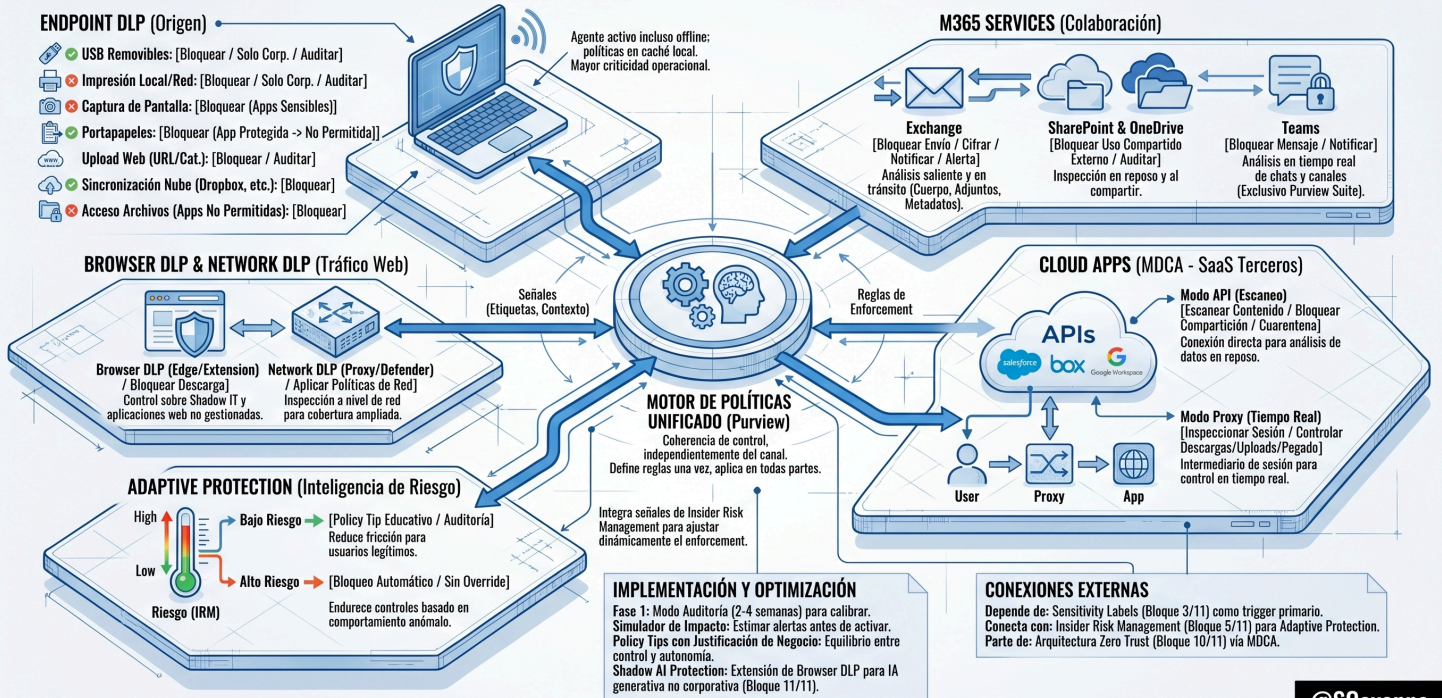 ENDPOINT DLP (Origen)
USB Removibles: [Bloquear / Solo Corp. / Auditar]
Impresión Local/Red: [Bloquear / Solo Corp. / Auditar]
Captura de Pantalla: [Bloquear (Apps Sensibles)]
Portapapeles: [Bloquear (App Protegida -> No Permitida)]
www
Upload Web (URL/Cat.): [Bloquear / Auditar]
Sincronización Nube (Dropbox, etc.): [Bloquear]
Acceso Archivos (Apps No Permitidas): [Bloquear]
Agente activo incluso offline;
políticas en caché local.
Mayor criticidad operacional.
M365 SERVICES (Colaboración)
Exchange
[Bloquear Envío / Cifrar /
Notificar / Alerta]
Análisis saliente y en
tránsito (Cuerpo, Adjuntos,
Metadatos).
SharePoint & OneDrive
[Bloquear Uso Compartido
Externo / Auditar]
Inspección en reposo y al
compartir.
Teams
[Bloquear Mensaje / Notificar]
Análisis en tiempo real
de chats y canales
(Exclusivo Purview Suite).
BROWSER DLP & NETWORK DLP (Tráfico Web)
Browser DLP (Edge/Extension)
/ Bloquear Descarga]
Control sobre Shadow IT y
aplicaciones web no gestionadas.
Network DLP (Proxy/Defender)
/ Aplicar Políticas de Red]
Inspección a nivel de red
para cobertura ampliada.
Señales
(Etiquetas, Contexto)
Reglas de
Enforcement
MOTOR DE POLÍTICAS
UNIFICADO (Purview)
Coherencia de control,
independientemente del canal.
Define reglas una vez, aplica en todas partes.
CLOUD APPS (MDCA - SaaS Terceros)
APIs
salesforce
box
Google Workspace
Modo API (Escaneo)
[Escanear Contenido / Bloquear
Compartición / Cuarentena]
Conexión directa para análisis de
datos en reposo.
Modo Proxy (Tiempo Real)
[Inspeccionar Sesión / Controlar
Descargas/Uploads/Pegado]
Intermediario de sesión para
control en tiempo real.
User
Proxy
App
ADAPTIVE PROTECTION (Inteligencia de Riesgo)
High
Low
Riesgo (IRM)
Bajo Riesgo
[Policy Tip Educativo / Auditoría]
Reduce fricción para
usuarios legítimos.
Alto Riesgo
[Bloqueo Automático / Sin Override]
Endurece controles basado en
comportamiento anómalo.
Integra señales de Insider Risk
Management para ajustar
dinámicamente el enforcement.
IMPLEMENTACIÓN Y OPTIMIZACIÓN
Fase 1: Modo Auditoría (2-4 semanas) para calibrar.
Simulador de Impacto: Estimar alertas antes de activar.
Policy Tips con Justificación de Negocio: Equilibrio entre
control y autonomía.
Shadow AI Protection: Extensión de Browser DLP para IA
generativa no corporativa (Bloque 11/11).
CONEXIONES EXTERNAS
Depende de: Sensitivity Labels (Bloque 3/11) como trigger primario.
Conecta con: Insider Risk Management (Bloque 5/11) para Adaptive Protection.
Parte de: Arquitectura Zero Trust (Bloque 10/11) vía MDCA.